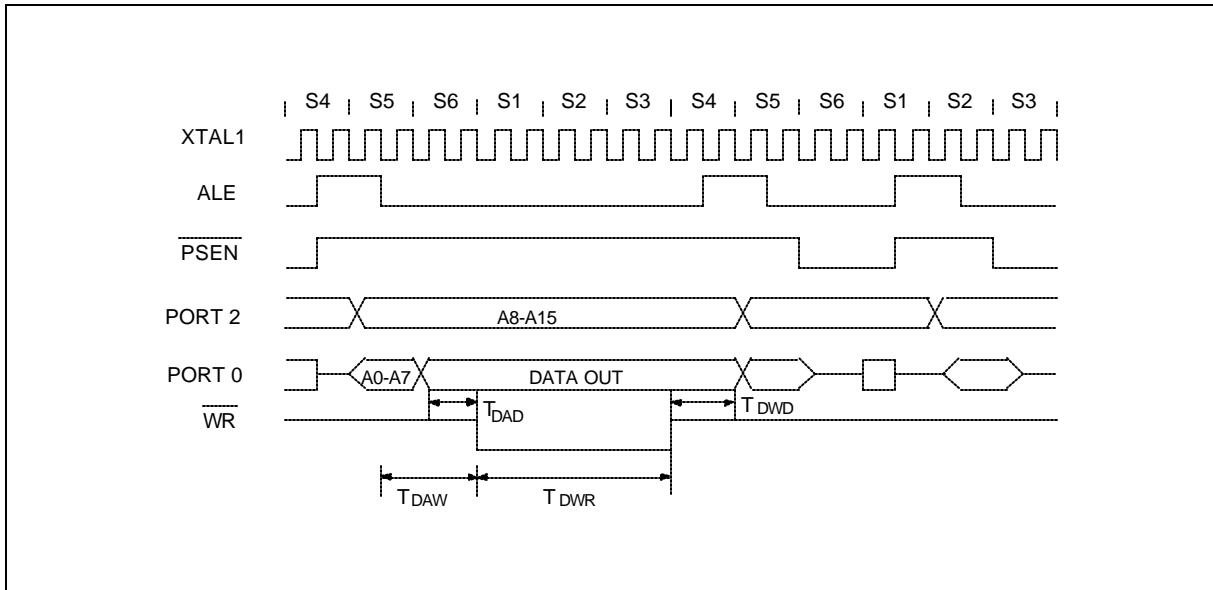 S4 S5 S6 S1 S2 S3 S4 S5 S6 S1 S2 S3
XTAL1
ALE
PSEN
PORT 2 A8-A15
PORT 0 A0-A7 DATA OUT
WR TDAD TDWD
TDAW TDWR